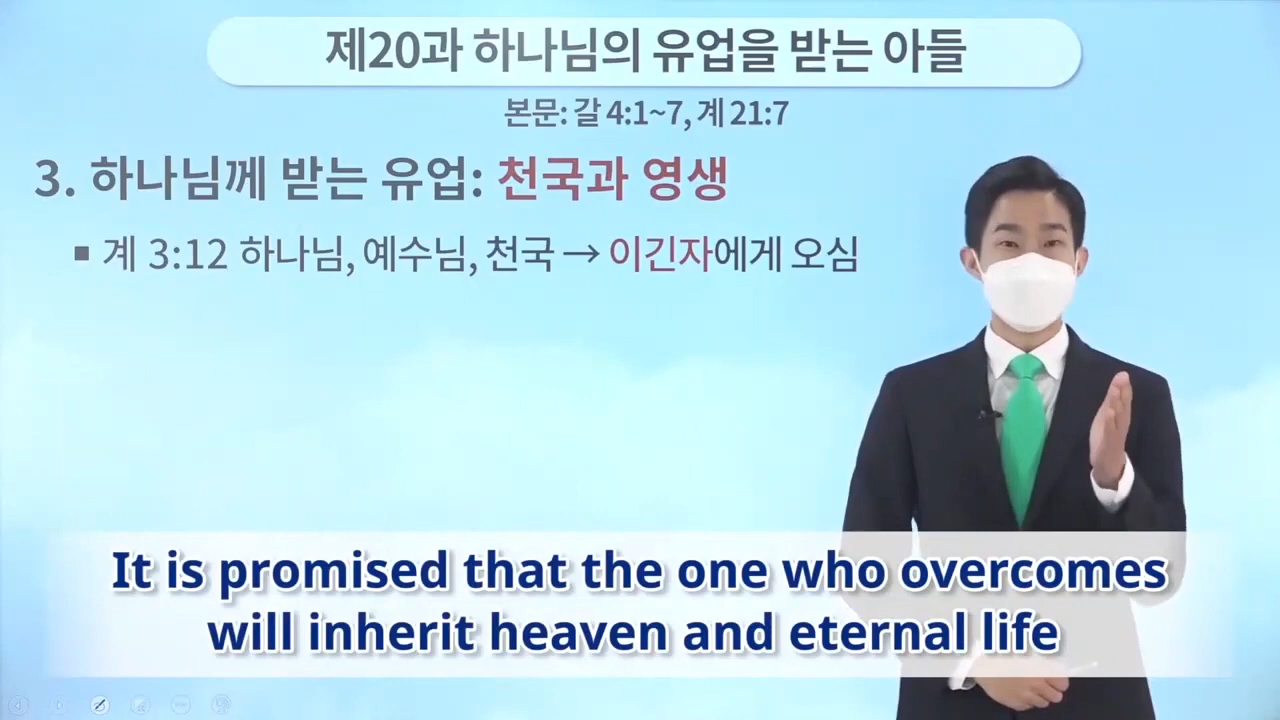 제20과 하나님의 유업을 받는 아들
본문: 갈 4:1~7, 계 21:7
3. 하나님께 받는 유업: 천국과 영생
▪ 계 3:12 하나님, 예수님, 천국 → 이긴자에게 오심
It is promised that the one who overcomes
will inherit heaven and eternal life